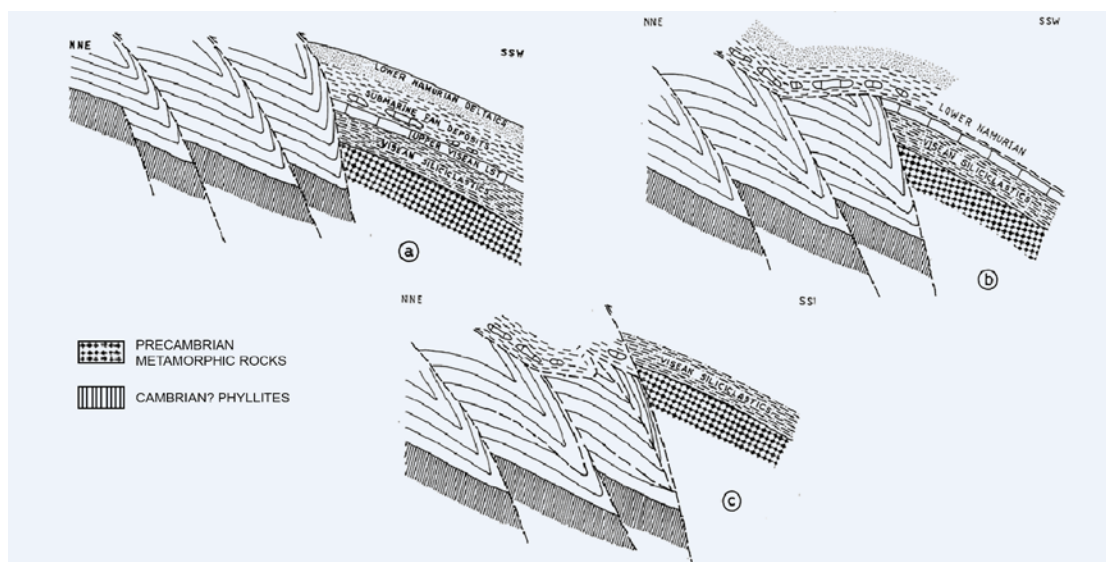 NNE
SSW
LOWER NAMURIAN DELTAICS
SUBMARINE FAN DEPOSITS
UPPER VISEAN LST
VISEAN SILICICLASTICS
a
NNE
SSW
LOWER NAMURIAN
VISEAN SILICICLASTICS
b
NNE
SSI
VISEAN SILICICLASTICS
c
PRECAMBRIAN
METAMORPHIC ROCKS
CAMBRIAN? PHYLLITES